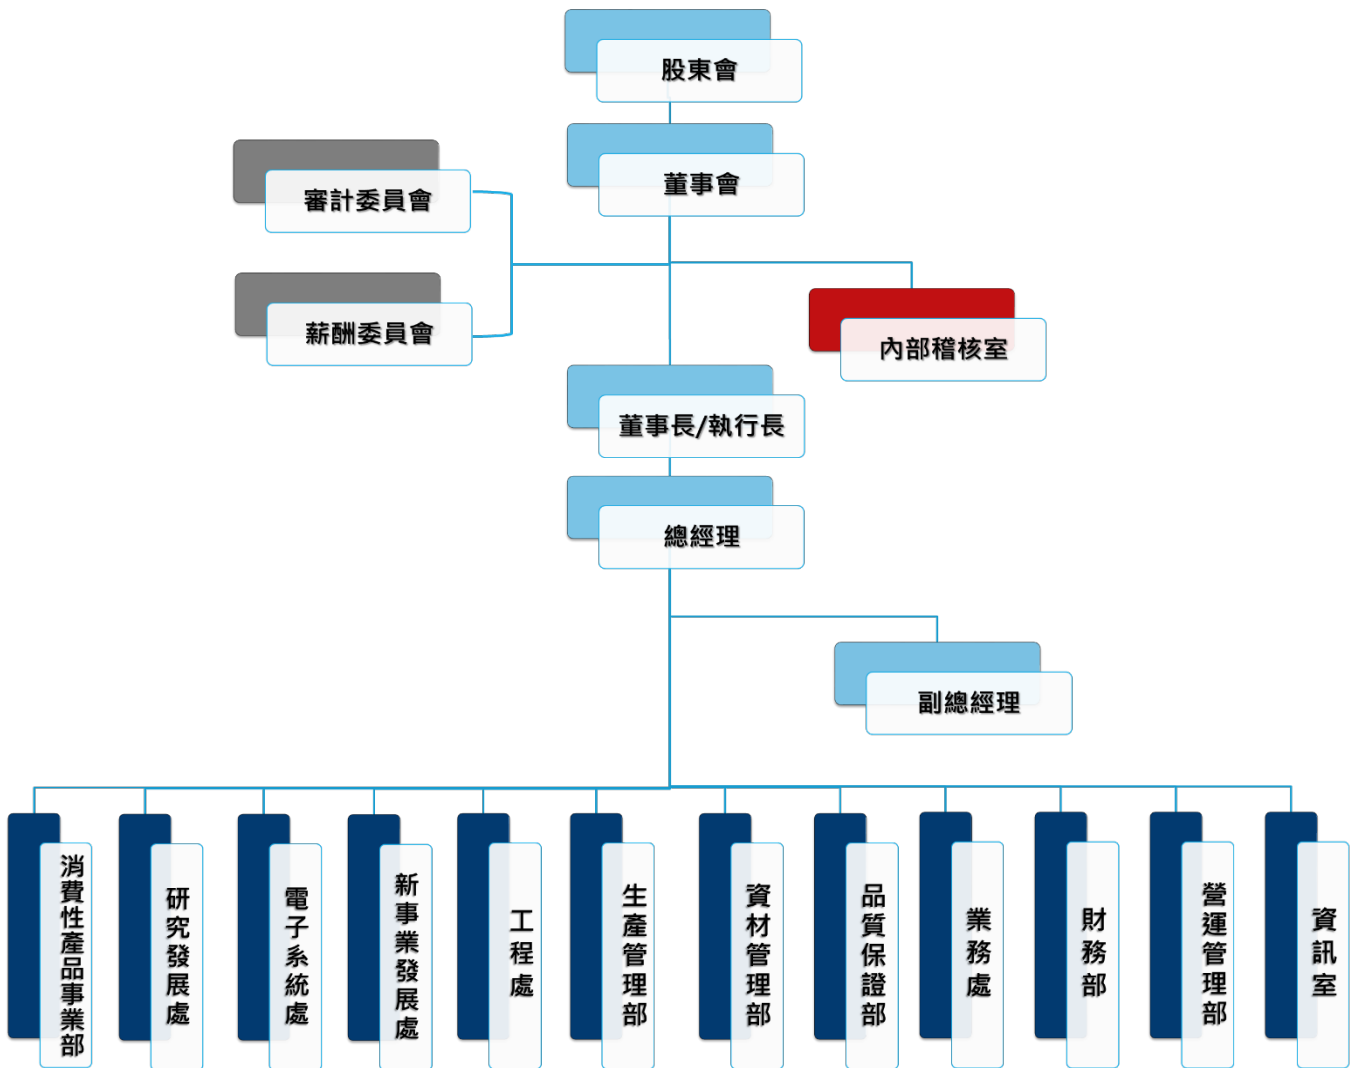 股東會
董事會
審計委員會
薪酬委員會
內部稽核室
董事長/執行長
總經理
副總經理
消費性產品事業部
研究發展處
電子系統處
新事業發展處
工程處
生產管理部
資材管理部
品質保證部
業務處
財務部
營運管理部
資訊室